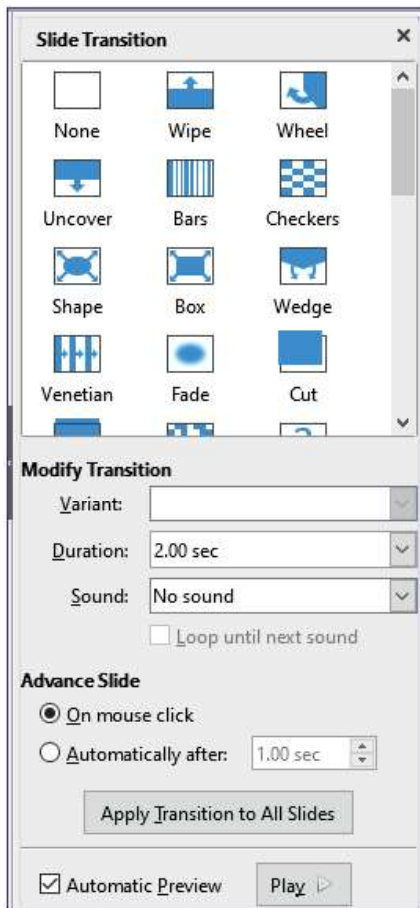 Slide Transition
None Wipe Wheel
Uncover Bars Checkers
Shape Box Wedge
Venetian Fade Cut
Modify Transition
Variant:
Duration: 2.00 sec
Sound: No sound
Loop until next sound
Advance Slide
On mouse click
Automatically after: 1.00 sec
Apply Transition to All Slides
Automatic Preview Play